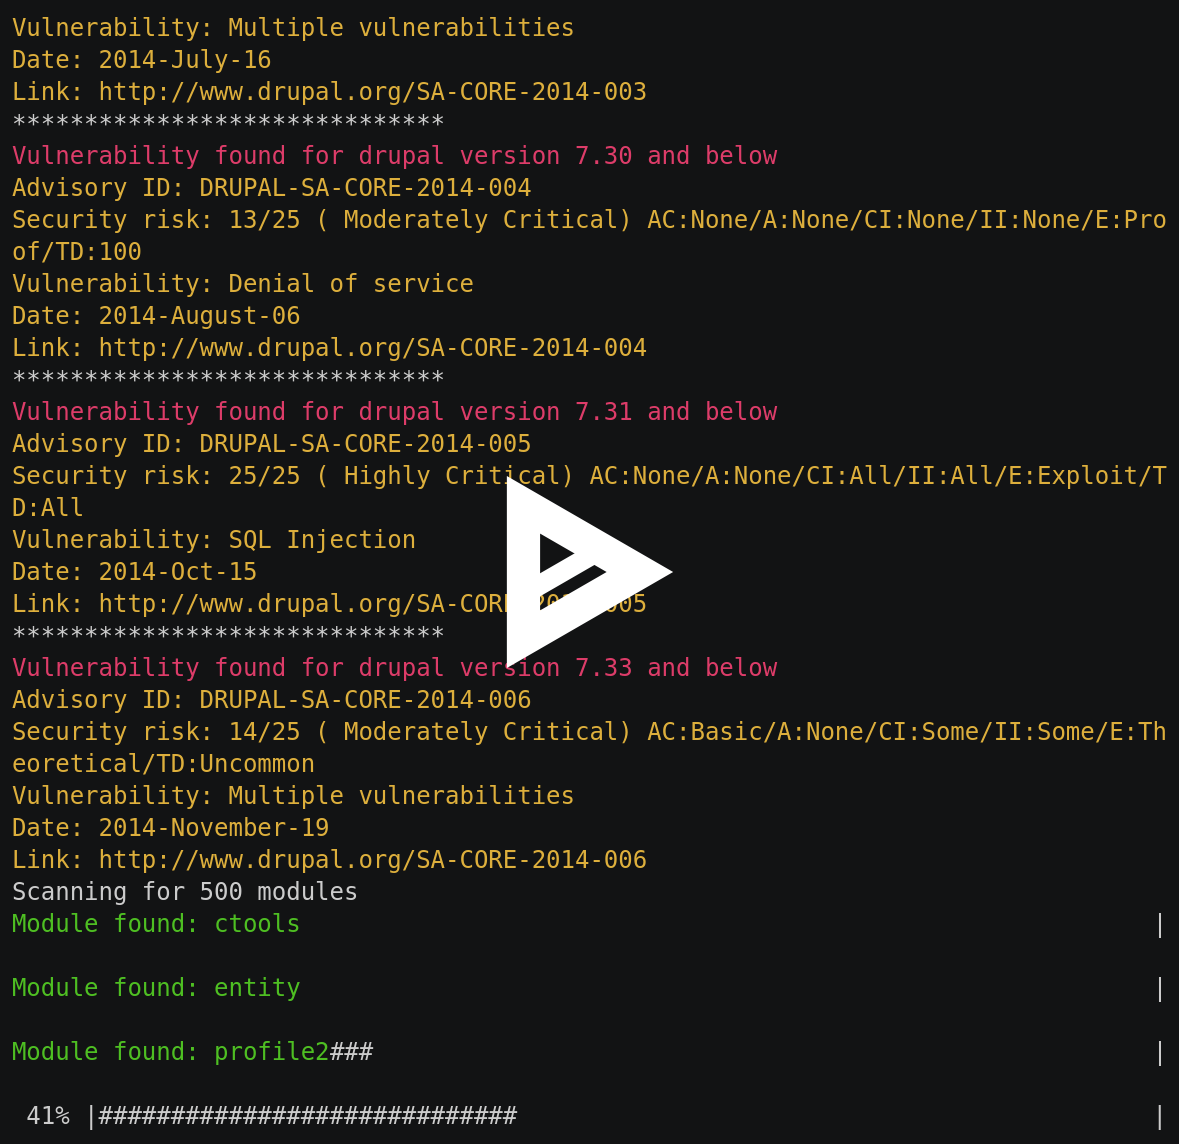 Vulnerability: Multiple vulnerabilities
Date: 2014-July-16
Link: http://www.drupal.org/SA-CORE-2014-003
******************************
Vulnerability found for drupal version 7.30 and below
Advisory ID: DRUPAL-SA-CORE-2014-004
Security risk: 13/25 ( Moderately Critical) AC:None/A:None/CI:None/II:None/E:Pro
of/TD:100
Vulnerability: Denial of service
Date: 2014-August-06
Link: http://www.drupal.org/SA-CORE-2014-004
******************************
Vulnerability found for drupal version 7.31 and below
Advisory ID: DRUPAL-SA-CORE-2014-005
Security risk: 25/25 ( Highly Critical) AC:None/A:None/CI:All/II:All/E:Exploit/T
D:All
Vulnerability: SQL Injection
Date: 2014-Oct-15
Link: http://www.drupal.org/SA-CORE-2014-005
******************************
Vulnerability found for drupal version 7.33 and below
Advisory ID: DRUPAL-SA-CORE-2014-006
Security risk: 14/25 ( Moderately Critical) AC:Basic/A:None/CI:Some/II:Some/E:Th
eoretical/TD:Uncommon
Vulnerability: Multiple vulnerabilities
Date: 2014-November-19
Link: http://www.drupal.org/SA-CORE-2014-006
Scanning for 500 modules
Module found: ctools |
Module found: entity |
Module found: profile2### |
41% |############################# |